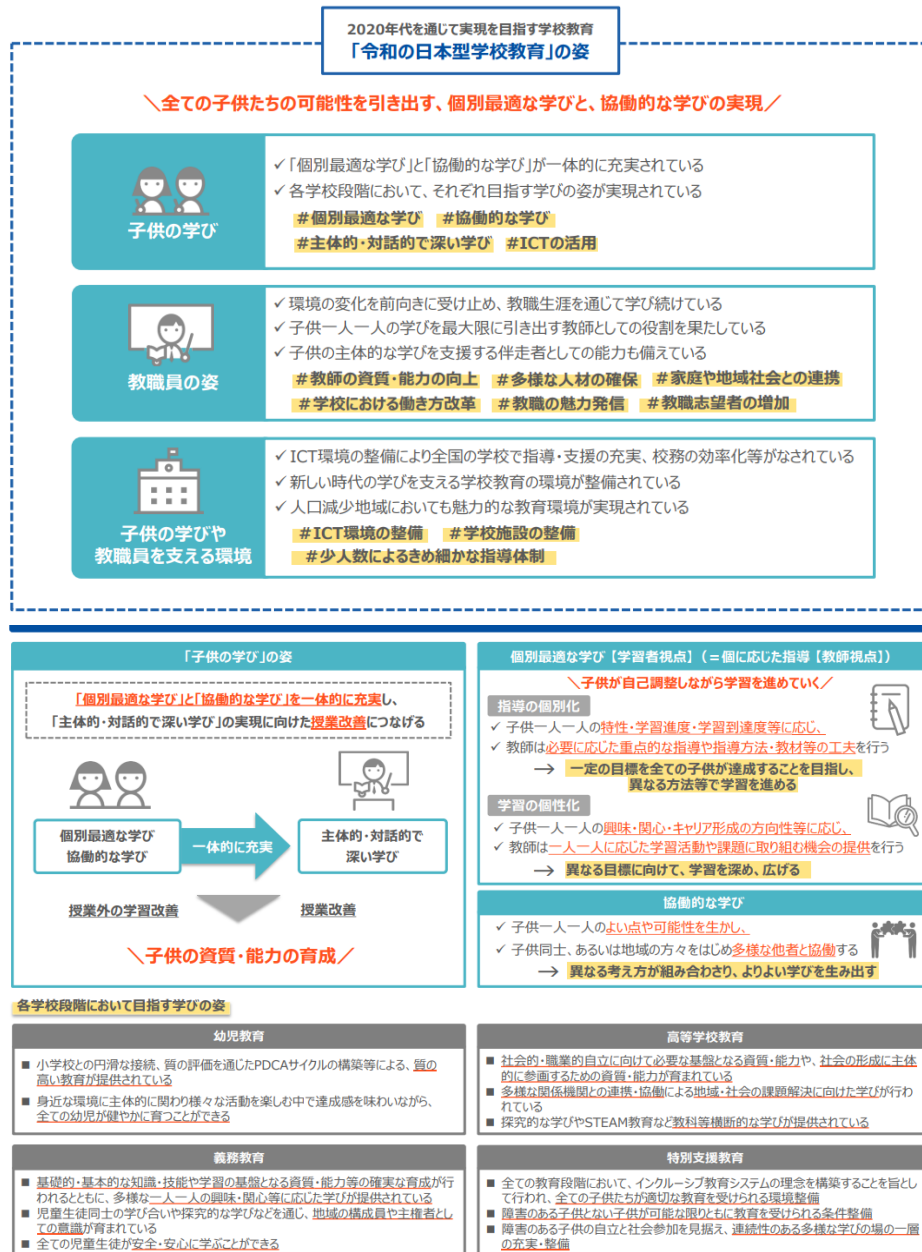 2020年代を通じて実現を目指す学校教育
「令和の日本型学校教育」の姿
＼全ての子供たちの可能性を引き出す、個別最適な学びと、協働的な学びの実現／
子供の学び
✓「個別最適な学び」と「協働的な学び」が一体的に充実されている
✓各学校段階において、それぞれ目指す学びの姿が実現されている
#個別最適な学び #協働的な学び
#主体的・対話的で深い学び #ICTの活用
教職員の姿
✓環境の変化を前向きに受け止め、教職生涯を通じて学び続けている
✓子供一人一人の学びを最大限に引き出す教師としての役割を果たしている
✓子供の主体的な学びを支援する伴走者としての能力も備えている
#教師の資質・能力の向上 #多様な人材の確保 #家庭や地域社会との連携
#学校における働き方改革 #教職の魅力発信 #教職志望者の増加
子供の学びや
教職員を支える環境
✓ICT環境の整備により全国の学校で指導・支援の充実、校務の効率化等がなされている
✓新しい時代の学びを支える学校教育の環境が整備されている
✓人口減少地域においても魅力的な教育環境が実現されている
#ICT環境の整備 #学校施設の整備
#少人数によるきめ細かな指導体制
「子供の学び」の姿
「個別最適な学び」と「協働的な学び」を一体的に充実し、
「主体的・対話的で深い学び」の実現に向けた授業改善につなげる
個別最適な学び
協働的な学び
一体的に充実
主体的・対話的で
深い学び
授業外の学習改善
授業改善
＼子供の資質・能力の育成／
個別最適な学び【学習者視点】（＝個に応じた指導【教師視点】）
＼子供が自己調整しながら学習を進めていく／
指導の個別化
✓ 子供一人一人の特性・学習進度・学習到達度等に応じ、
✓ 教師は必要に応じた重点的な指導や指導方法・教材等の工夫を行う
→ 一定の目標を全ての子供が達成することを目指し、
異なる方法等で学習を進める
学習の個性化
✓ 子供一人一人の興味・関心・キャリア形成の方向性等に応じ、
✓ 教師は一人一人に応じた学習活動や課題に取り組む機会の提供を行う
→ 異なる目標に向けて、学習を深め、広げる
協働的な学び
✓ 子供一人一人のよい点や可能性を生かし、
✓ 子供同士、あるいは地域の方々をはじめ多様な他者と協働する
→ 異なる考え方が組み合わさり、よりよい学びを生み出す
各学校段階において目指す学びの姿
幼児教育
■ 小学校との円滑な接続、質の評価を通じたPDCAサイクルの構築等による、質の
高い教育が提供されている
■ 身近な環境に主体的に関わり様々な活動を楽しむ中で達成感を味わいながら、
全ての幼児が健やかに育つことができる
高等学校教育
■ 社会的・職業的自立に向けて必要な基盤となる資質・能力や、社会の形成に主体
的に参画するための資質・能力が育まれている
■ 多様な関係機関との連携・協働による地域・社会の課題解決に向けた学びが行わ
れている
■ 探究的な学びやSTEAM教育など教科等横断的な学びが提供されている
義務教育
■ 基礎的・基本的な知識・技能や学習の基盤となる資質・能力等の確実な育成が行
われるとともに、多様な一人一人の興味・関心等に応じた学びが提供されている
■ 児童生徒同士の学び合いや探究的な学びなどを通じ、地域の構成員や主権者とし
ての意識が育まれている
■ 全ての児童生徒が安全・安心に学ぶことができる
特別支援教育
■ 全ての教育段階において、インクルーシブ教育システムの理念を構築することを旨とし
て行われ、全ての子供たちが適切な教育を受けられる環境整備
■ 障害のある子供とない子供が可能な限りともに教育を受けられる条件整備
■ 障害のある子供の自立と社会参加を見据え、連続性のある多様な学びの場の一層
の充実・整備